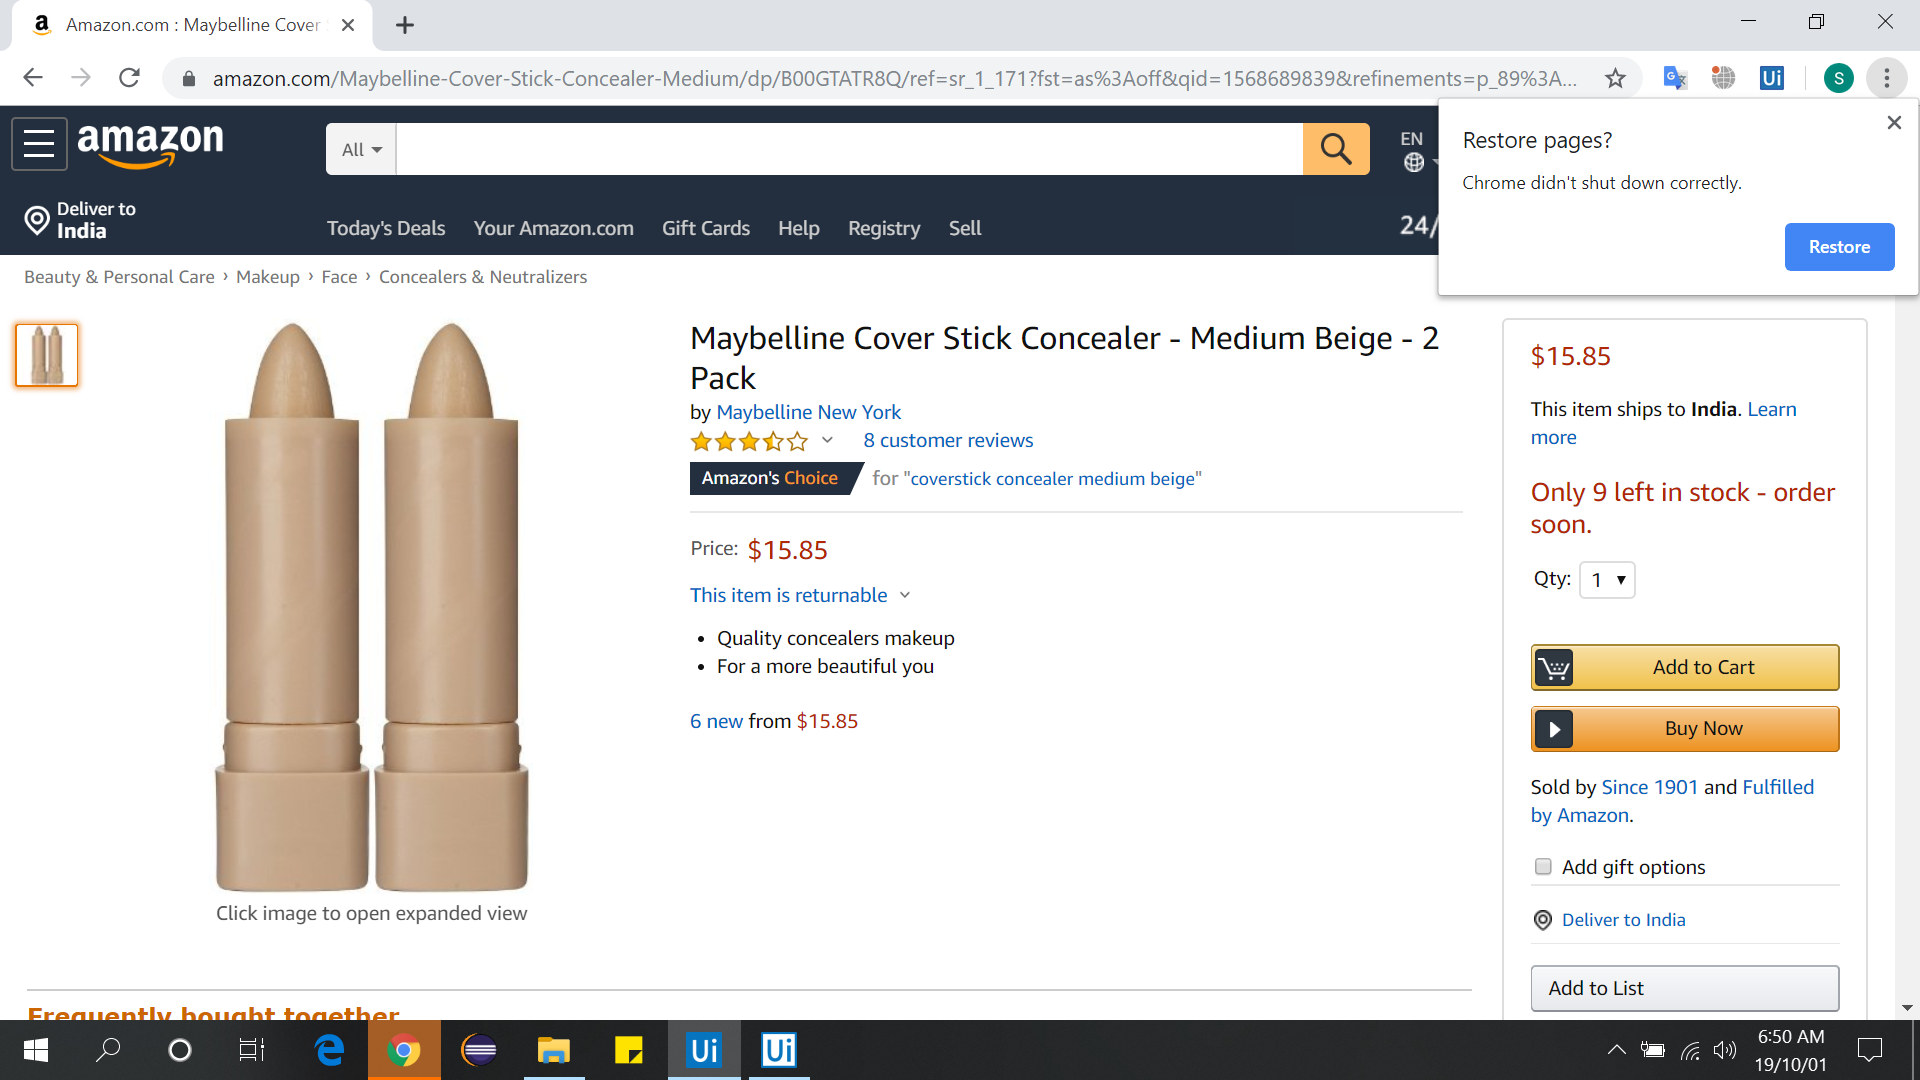 Amazon.com : Maybelline Cover
amazon.com/Maybelline-Cover-Stick-Concealer-Medium/dp/B00GTATR8Q/ref=sr_1_171?fst=as%3Aoff&qid=1568689839&refinements=p_89%3A...
Ui
S
Restore pages?
Chrome didn't shut down correctly.
Restore
amazon
All
EN
Deliver to
India
Today's Deals
Your Amazon.com
Gift Cards
Help
Registry
Sell
24/
Beauty & Personal Care › Makeup › Face › Concealers & Neutralizers
Maybelline Cover Stick Concealer - Medium Beige - 2
Pack
by Maybelline New York
8 customer reviews
Amazon's Choice for "coverstick concealer medium beige"
Price: $15.85
This item is returnable
• Quality concealers makeup
• For a more beautiful you
6 new from $15.85
Click image to open expanded view
$15.85
This item ships to India. Learn
more
Only 9 left in stock - order
soon.
Qty: 1
Add to Cart
Buy Now
Sold by Since 1901 and Fulfilled
by Amazon.
Add gift options
Deliver to India
Add to List
Frequently bought together
Ui
Ui
6:50 AM
19/10/01